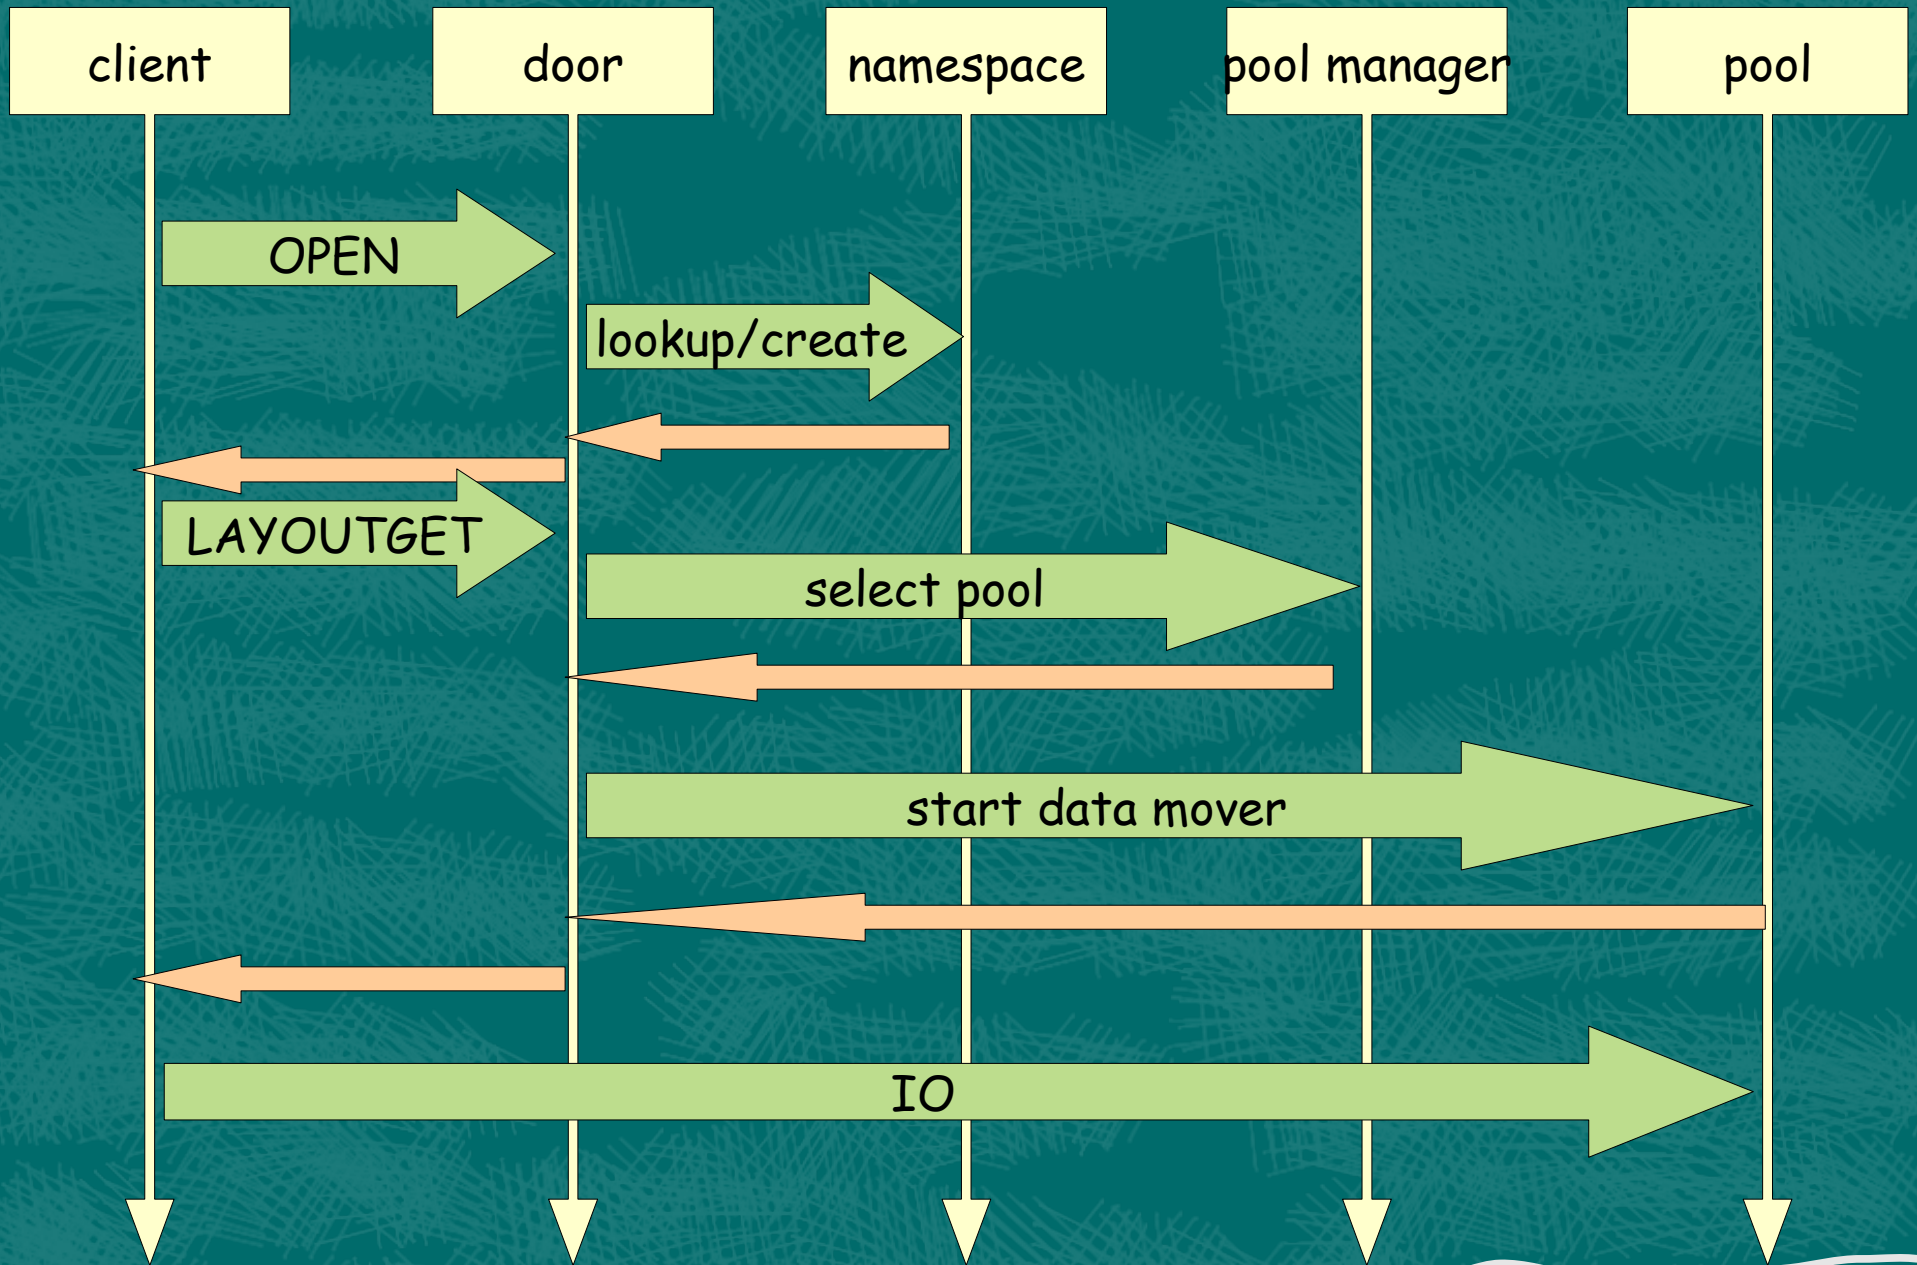 client
door
namespace
pool manager
pool
OPEN
lookup/create
LAYOUTGET
select pool
start data mover
IO